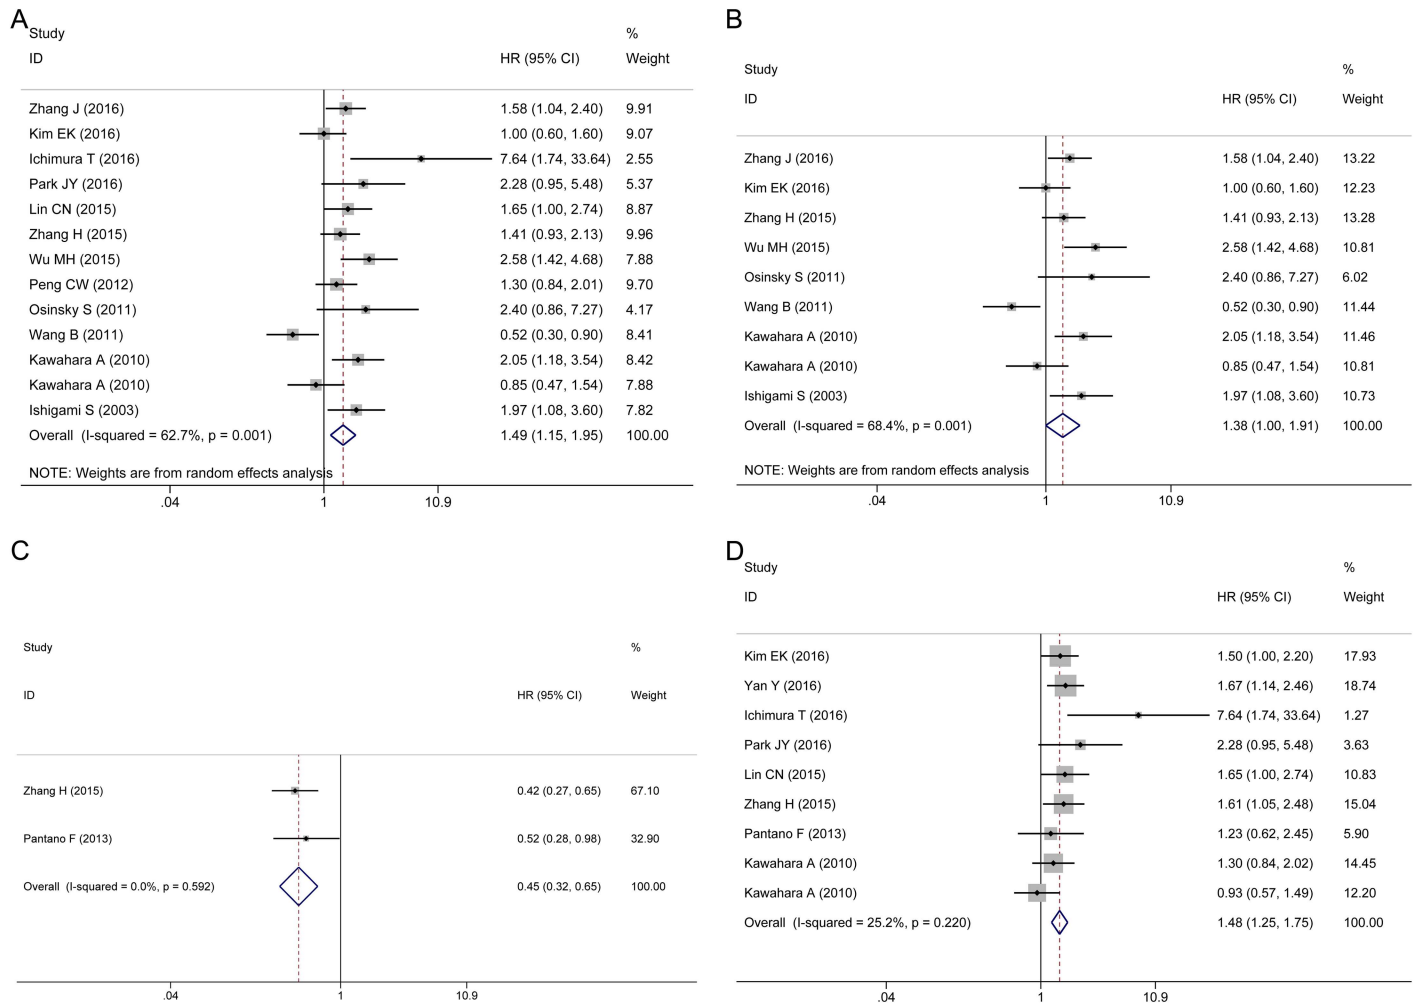 A
Study %
ID HR (95% CI) Weight
Zhang J (2016) 1.58 (1.04, 2.40) 9.91
Kim EK (2016) 1.00 (0.60, 1.60) 9.07
Ichimura T (2016) 7.64 (1.74, 33.64) 2.55
Park JY (2016) 2.28 (0.95, 5.48) 5.37
Lin CN (2015) 1.65 (1.00, 2.74) 8.87
Zhang H (2015) 1.41 (0.93, 2.13) 9.96
Wu MH (2015) 2.58 (1.42, 4.68) 7.88
Peng CW (2012) 1.30 (0.84, 2.01) 9.70
Osinsky S (2011) 2.40 (0.86, 7.27) 4.17
Wang B (2011) 0.52 (0.30, 0.90) 8.41
Kawahara A (2010) 2.05 (1.18, 3.54) 8.42
Kawahara A (2010) 0.85 (0.47, 1.54) 7.88
Ishigami S (2003) 1.97 (1.08, 3.60) 7.82
Overall (I-squared = 62.7%, p = 0.001) 1.49 (1.15, 1.95) 100.00
NOTE: Weights are from random effects analysis
.04 1 10.9
B
Study %
ID HR (95% CI) Weight
Zhang J (2016) 1.58 (1.04, 2.40) 13.22
Kim EK (2016) 1.00 (0.60, 1.60) 12.23
Zhang H (2015) 1.41 (0.93, 2.13) 13.28
Wu MH (2015) 2.58 (1.42, 4.68) 10.81
Osinsky S (2011) 2.40 (0.86, 7.27) 6.02
Wang B (2011) 0.52 (0.30, 0.90) 11.44
Kawahara A (2010) 2.05 (1.18, 3.54) 11.46
Kawahara A (2010) 0.85 (0.47, 1.54) 10.81
Ishigami S (2003) 1.97 (1.08, 3.60) 10.73
Overall (I-squared = 68.4%, p = 0.001) 1.38 (1.00, 1.91) 100.00
NOTE: Weights are from random effects analysis
.04 1 10.9
C
Study %
ID HR (95% CI) Weight
Zhang H (2015) 0.42 (0.27, 0.65) 67.10
Pantano F (2013) 0.52 (0.28, 0.98) 32.90
Overall (I-squared = 0.0%, p = 0.592) 0.45 (0.32, 0.65) 100.00
.04 1 10.9
D
Study %
ID HR (95% CI) Weight
Kim EK (2016) 1.50 (1.00, 2.20) 17.93
Yan Y (2016) 1.67 (1.14, 2.46) 18.74
Ichimura T (2016) 7.64 (1.74, 33.64) 1.27
Park JY (2016) 2.28 (0.95, 5.48) 3.63
Lin CN (2015) 1.65 (1.00, 2.74) 10.83
Zhang H (2015) 1.61 (1.05, 2.48) 15.04
Pantano F (2013) 1.23 (0.62, 2.45) 5.90
Kawahara A (2010) 1.30 (0.84, 2.02) 14.45
Kawahara A (2010) 0.93 (0.57, 1.49) 12.20
Overall (I-squared = 25.2%, p = 0.220) 1.48 (1.25, 1.75) 100.00
.04 1 10.9